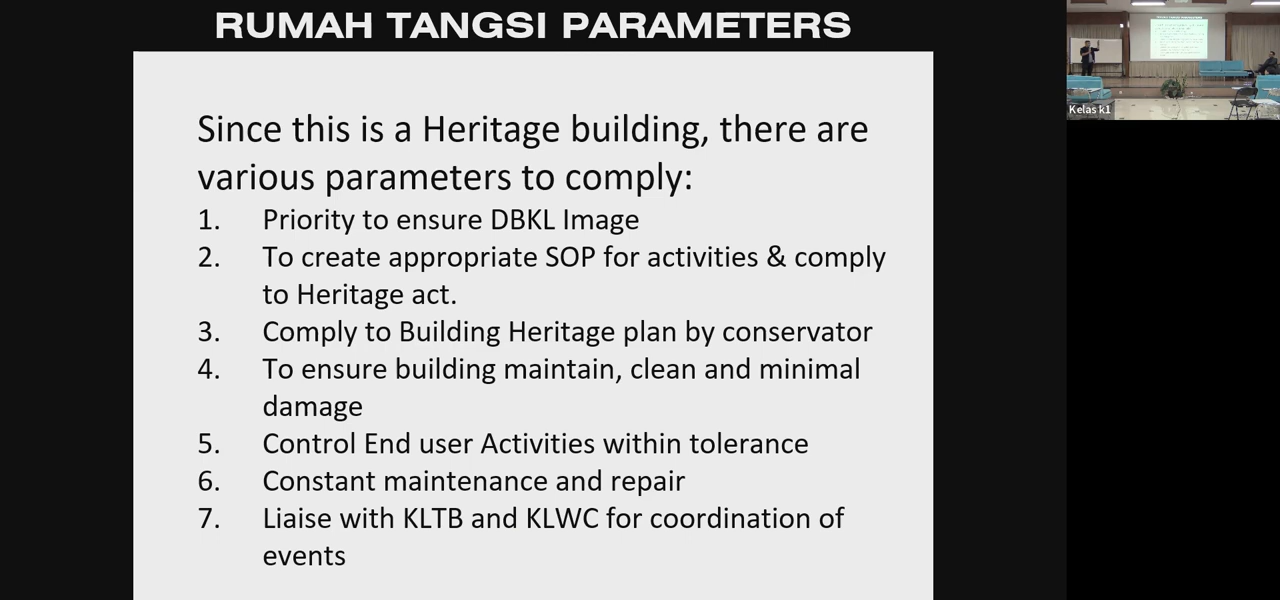 RUMAH TANGSI PARAMETERS
Since this is a Heritage building, there are
various parameters to comply:
1. Priority to ensure DBKL Image
2. To create appropriate SOP for activities & comply
to Heritage act.
3. Comply to Building Heritage plan by conservator
4. To ensure building maintain, clean and minimal
damage
5. Control End user Activities within tolerance
6. Constant maintenance and repair
7. Liaise with KLTB and KLWC for coordination of
events
Kelas k1